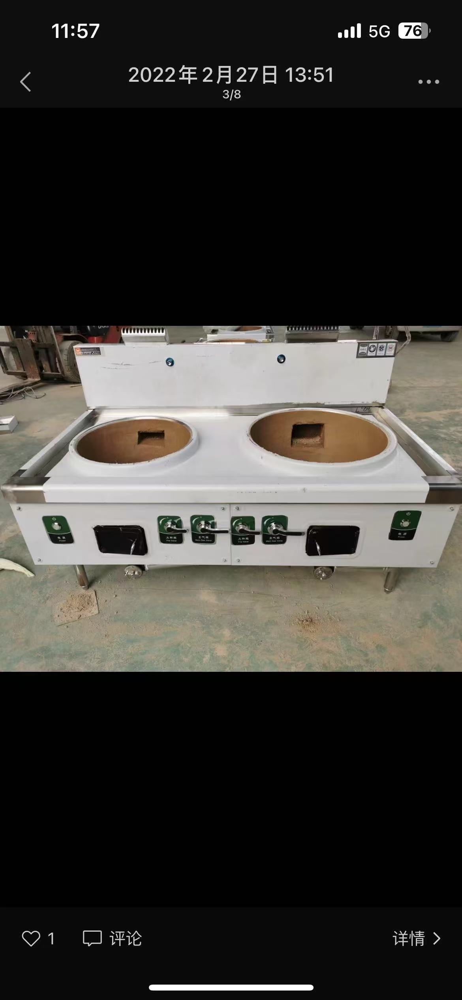 11:57
5G 76
2022年2月27日 13:51
3/8
电源
Power
火种阀
Fire Valve
主气阀
Main Gas Valve
火种阀
Fire Valve
主气阀
Main Gas Valve
电源
Power
1 评论
详情